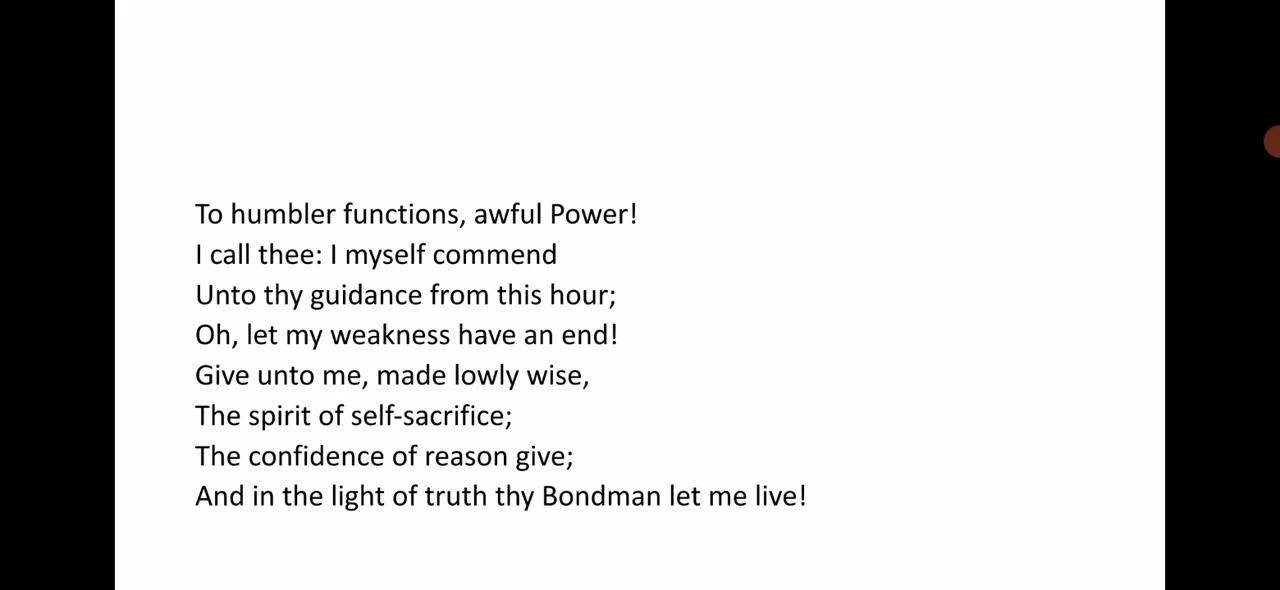 To humbler functions, awful Power!
I call thee: I myself commend
Unto thy guidance from this hour;
Oh, let my weakness have an end!
Give unto me, made lowly wise,
The spirit of self-sacrifice;
The confidence of reason give;
And in the light of truth thy Bondman let me live!